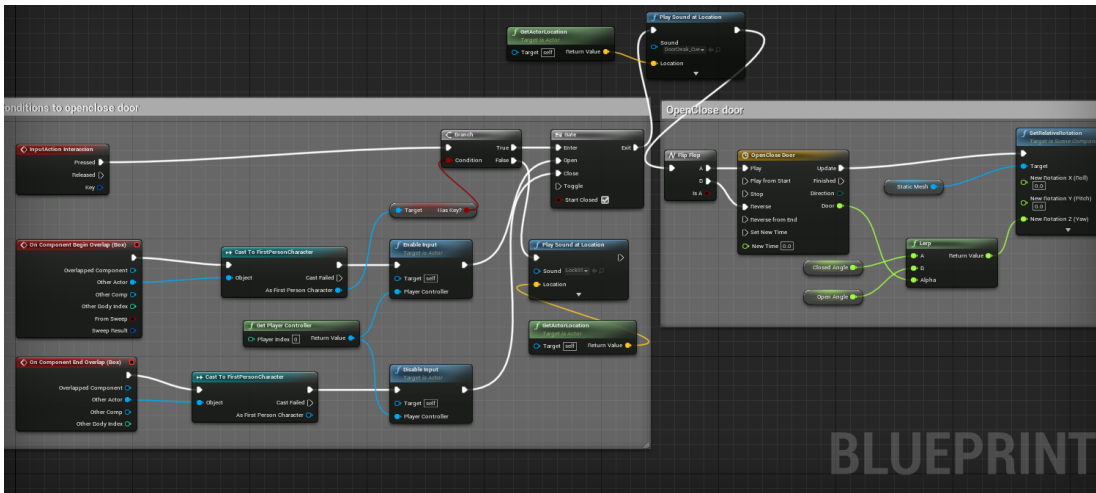 GetActorLocation
Target is Actor
Target self
Return Value
Play Sound at Location
Sound
Location
onditions to openclose door
OpenClose door
InputAction Interaccion
Pressed
Released
Key
Branch
True
Condition
False
Gate
Enter
Exit
Open
Close
Toggle
Start Closed
Target
Has Key?
Flip Flop
A
B
Is A
OpenClose Door
Play
Update
Play from Start
Finished
Stop
Direction
Reverse
Door
Reverse from End
Set New Time
New Time 0.0
Static Mesh
Closed Angle
Open Angle
Lerp
A
Return Value
B
Alpha
SetRelativeRotation
Target is Scene Compone
Target
New Rotation X (Roll)
0.0
New Rotation Y (Pitch)
0.0
New Rotation Z (Yaw)
On Component Begin Overlap (Box)
Overlapped Component
Other Actor
Other Comp
Other Body Index
From Sweep
Sweep Result
Cast To FirstPersonCharacter
Object
Cast Failed
As First Person Character
Enable Input
Target is Actor
Target self
Player Controller
Get Player Controller
Player Index 0
Return Value
Play Sound at Location
Sound
Location
GetActorLocation
Target is Actor
Target self
Return Value
On Component End Overlap (Box)
Overlapped Component
Other Actor
Other Comp
Other Body Index
Cast To FirstPersonCharacter
Object
Cast Failed
As First Person Character
Disable Input
Target is Actor
Target self
Player Controller
BLUEPRINT